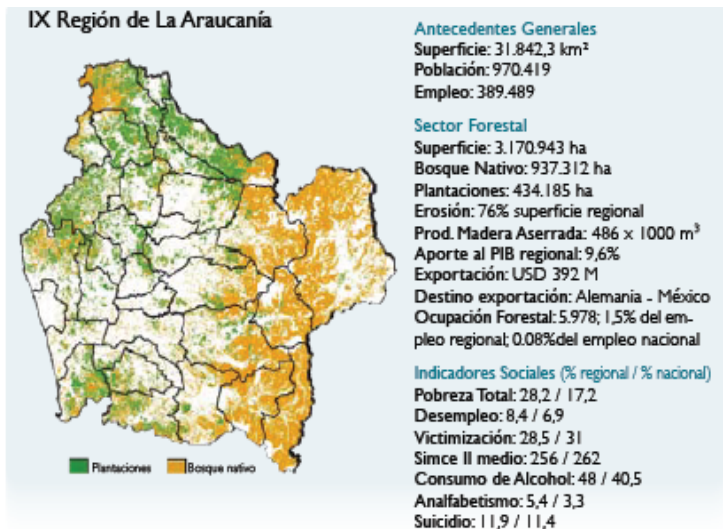 IX Región de La Araucanía
Antecedentes Generales
Superficie: 31.842,3 km²
Población: 970.419
Empleo: 389.489
Sector Forestal
Superficie: 3.170.943 ha
Bosque Nativo: 937.312 ha
Plantaciones: 434.185 ha
Erosión: 76% superficie regional
Prod. Madera Aserrada: 486 x 1000 m³
Aporte al PIB regional: 9,6%
Exportación: USD 392 M
Destino exportación: Alemania - México
Ocupación Forestal: 5.978; 1,5% del em-
pleo regional; 0.08%del empleo nacional
Indicadores Sociales (% regional / % nacional)
Pobreza Total: 28,2 / 17,2
Desempleo: 8,4 / 6,9
Victimización: 28,5 / 31
Simce II medio: 256 / 262
Consumo de Alcohol: 48 / 40,5
Analfabetismo: 5,4 / 3,3
Suicidio: 11,9 / 11,4
Plantaciones
Bosque nativo